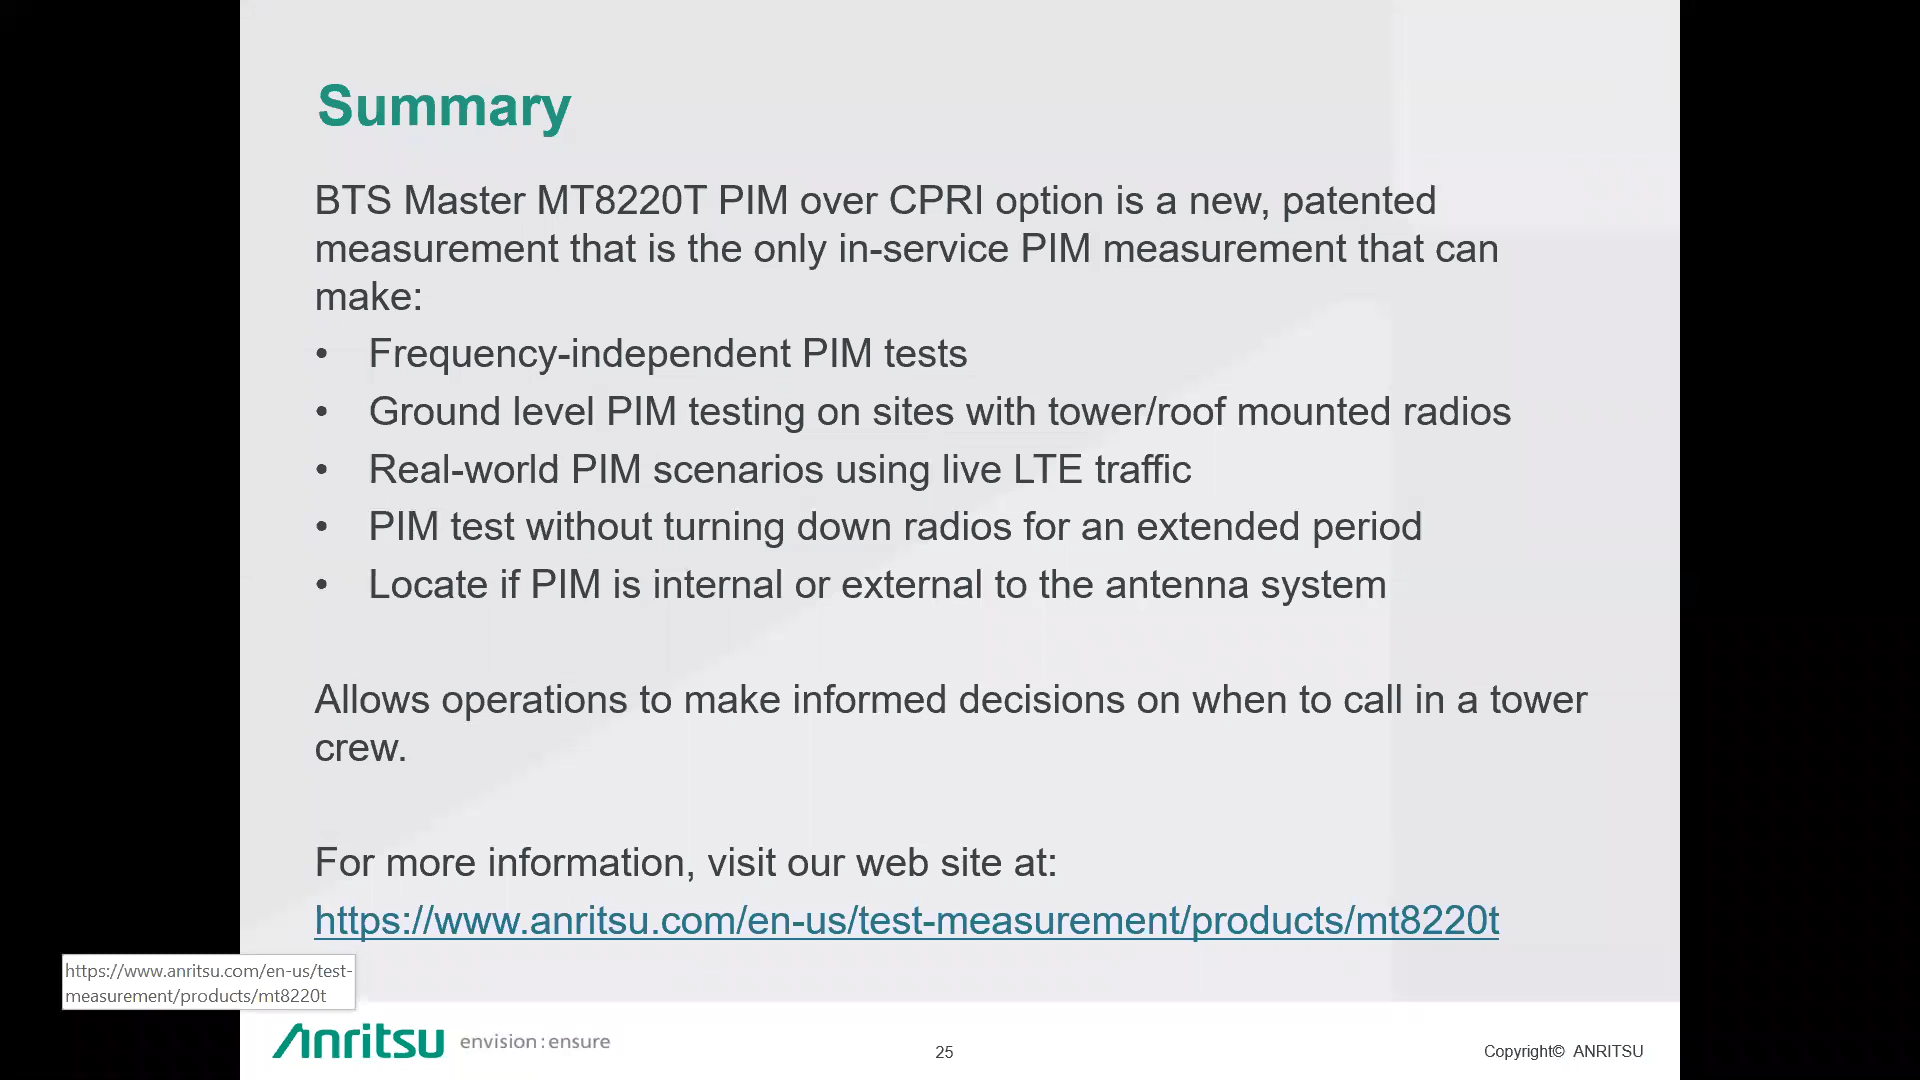 Summary
BTS Master MT8220T PIM over CPRI option is a new, patented
measurement that is the only in-service PIM measurement that can
make:
• Frequency-independent PIM tests
• Ground level PIM testing on sites with tower/roof mounted radios
• Real-world PIM scenarios using live LTE traffic
• PIM test without turning down radios for an extended period
• Locate if PIM is internal or external to the antenna system
Allows operations to make informed decisions on when to call in a tower
crew.
For more information, visit our web site at:
https://www.anritsu.com/en-us/test-measurement/products/mt8220t
https://www.anritsu.com/en-us/test-
measurement/products/mt8220t
Anritsu envision : ensure
25
Copyright© ANRITSU